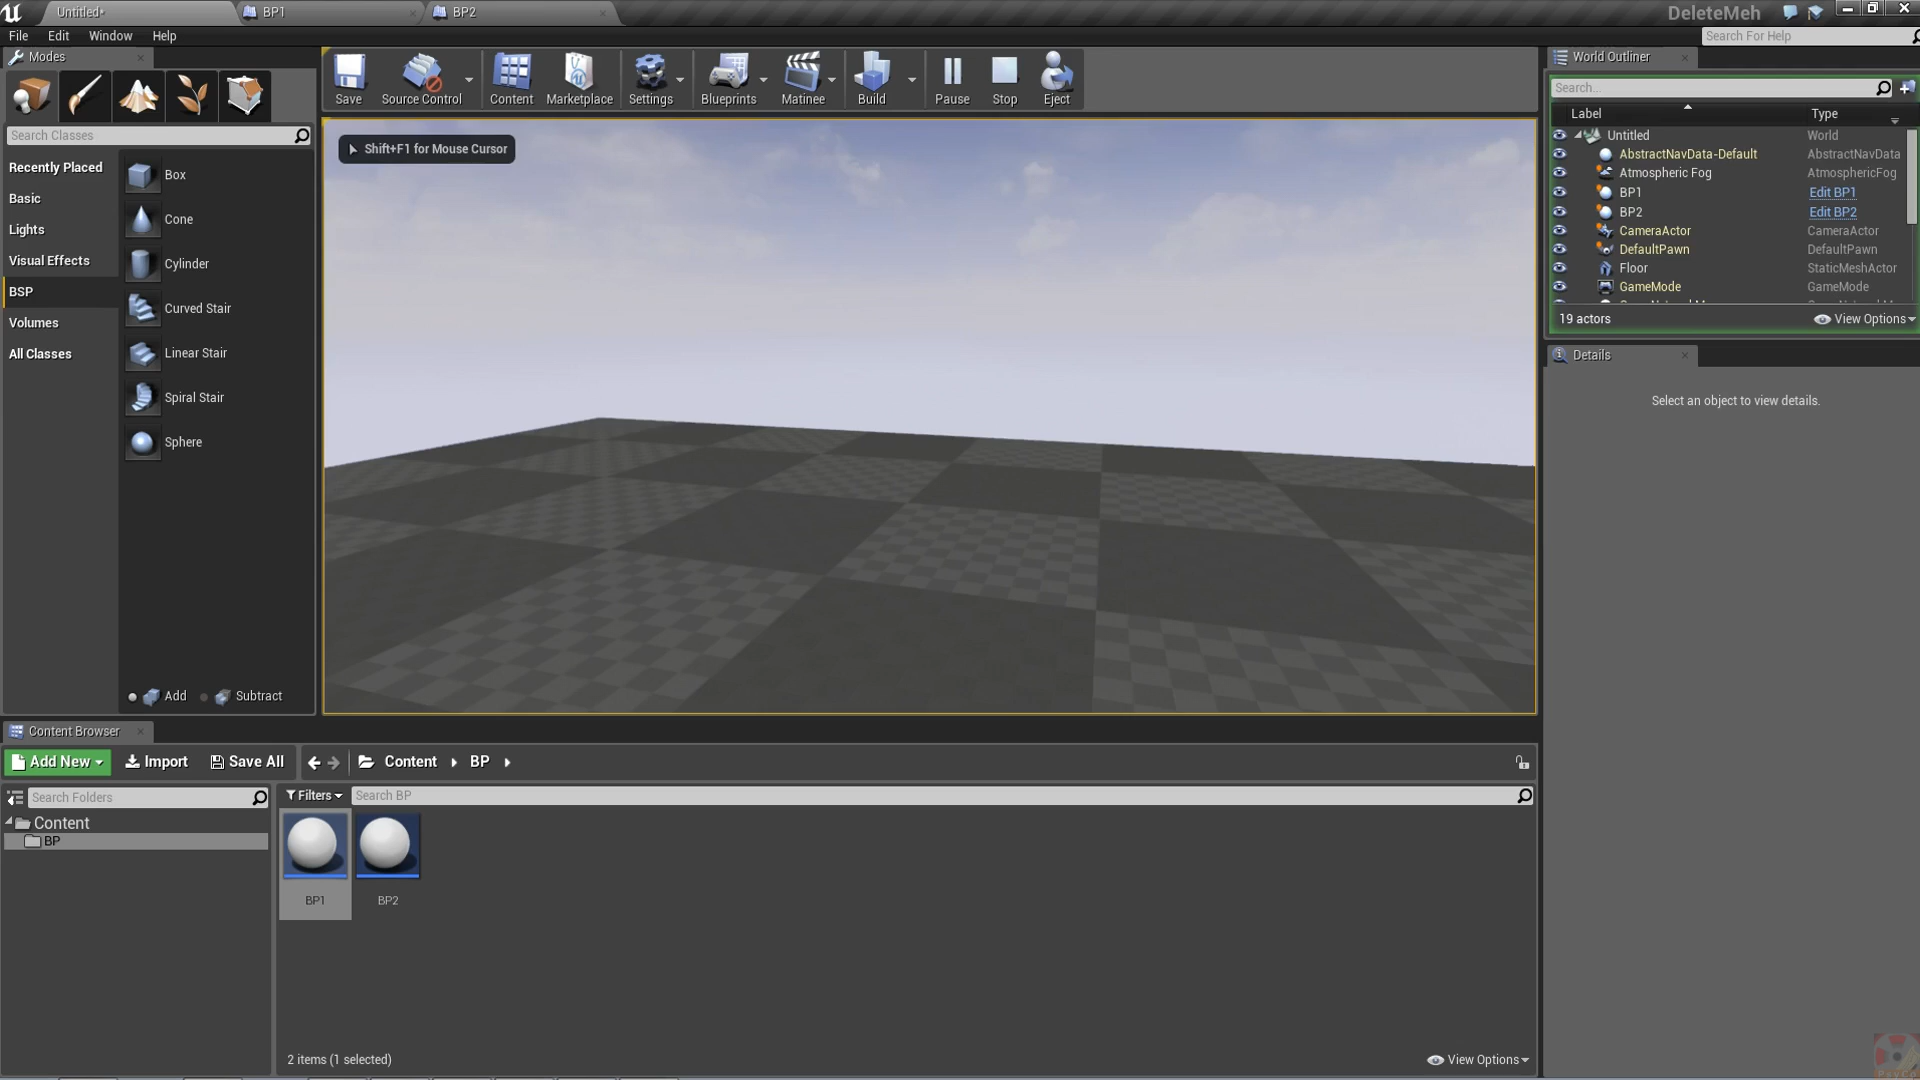 Untitled*
BP1
BP2
DeleteMeh
File Edit Window Help
Search For Help
Modes
Save
Source Control
Content
Marketplace
Settings
Blueprints
Matinee
Build
Pause
Stop
Eject
World Outliner
Search...
Label Type
Search Classes
Shift+F1 for Mouse Cursor
Recently Placed
Basic
Lights
Visual Effects
BSP
Volumes
All Classes
Box
Cone
Cylinder
Curved Stair
Linear Stair
Spiral Stair
Sphere
Add Subtract
Untitled World
AbstractNavData-Default AbstractNavData
Atmospheric Fog AtmosphericFog
BP1 Edit BP1
BP2 Edit BP2
CameraActor CameraActor
DefaultPawn DefaultPawn
Floor StaticMeshActor
GameMode GameMode
19 actors View Options
Details
Select an object to view details.
Content Browser
Add New Import Save All Content BP
Search Folders
Filters Search BP
Content
BP
BP1
BP2
2 items (1 selected) View Options